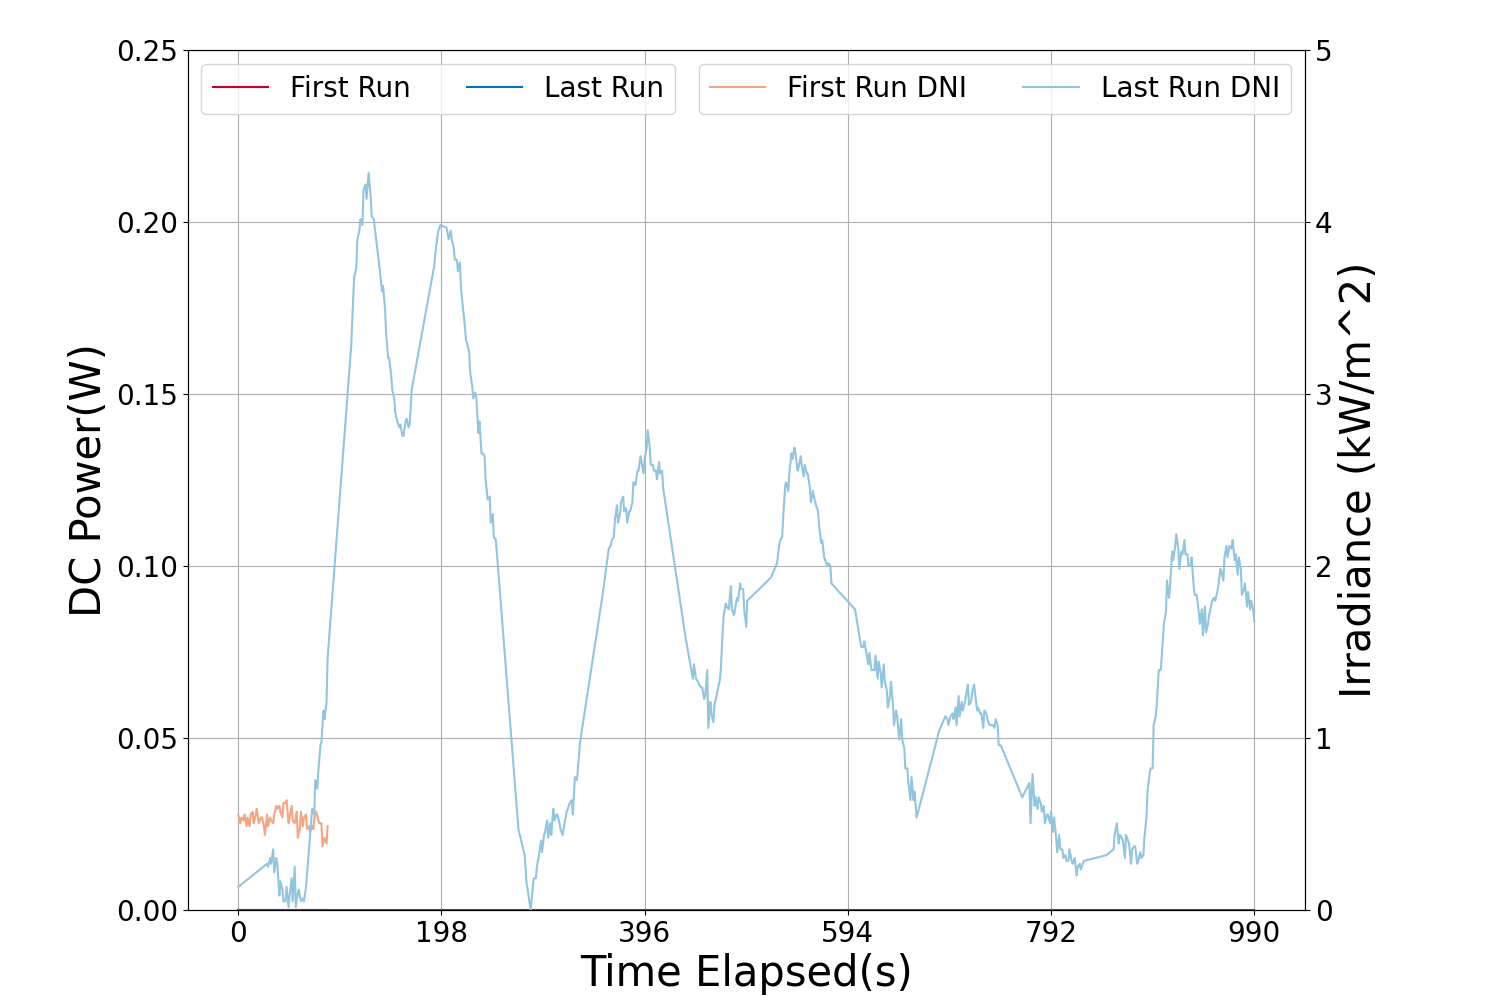 0.25
0.20
0.15
0.10
0.05
0.00
DC Power(W)
First Run
Last Run
First Run DNI
Last Run DNI
5
4
3
2
1
0
Irradiance (kW/m^2)
0
198
396
594
792
990
Time Elapsed(s)